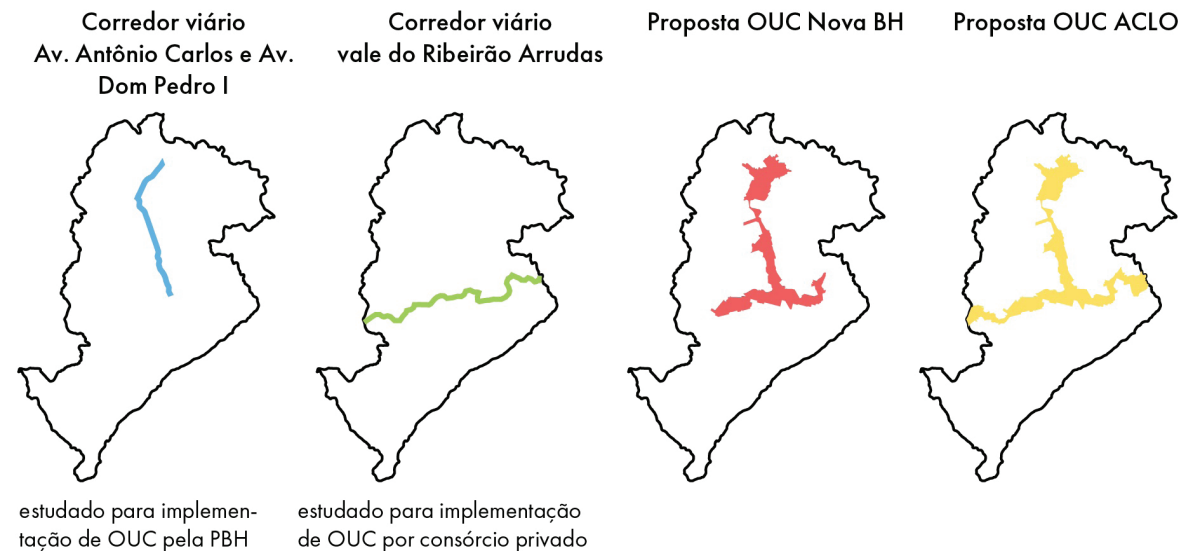 Corredor viário
Av. Antônio Carlos e Av.
Dom Pedro I
Corredor viário
vale do Ribeirão Arrudas
Proposta OUC Nova BH
Proposta OUC ACLO
estudado para implemen-
tação de OUC pela PBH
estudado para implementação
de OUC por consórcio privado